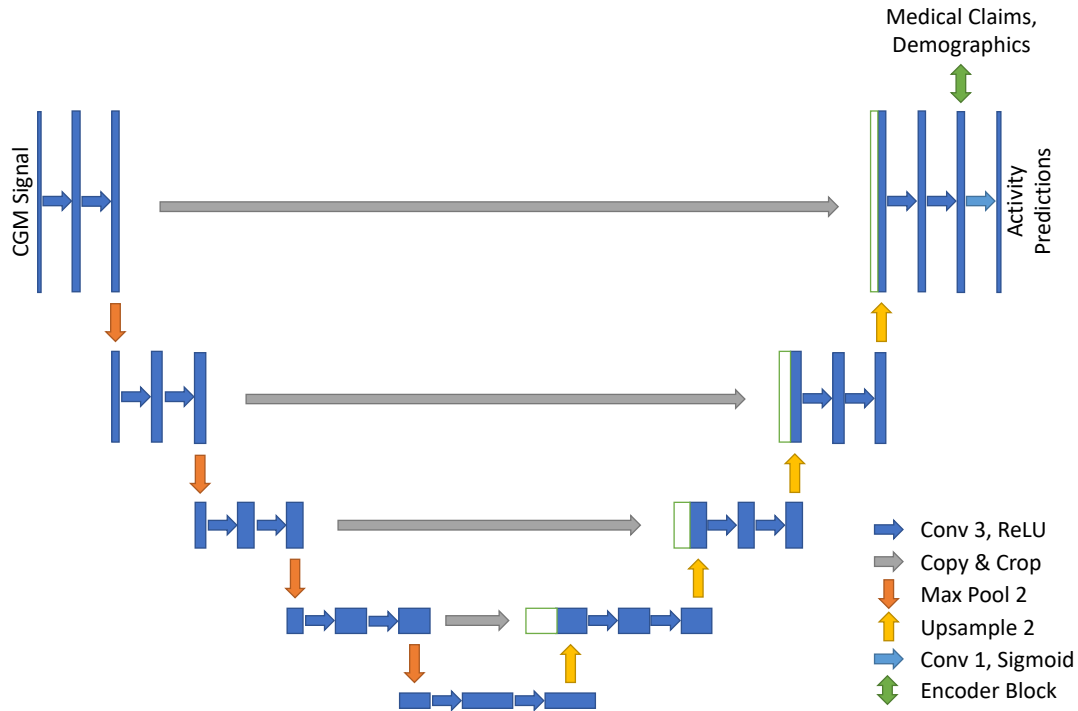 Medical Claims,
Demographics
CGM Signal
Activity
Predictions
Conv 3, ReLU
Copy & Crop
Max Pool 2
Upsample 2
Conv 1, Sigmoid
Encoder Block